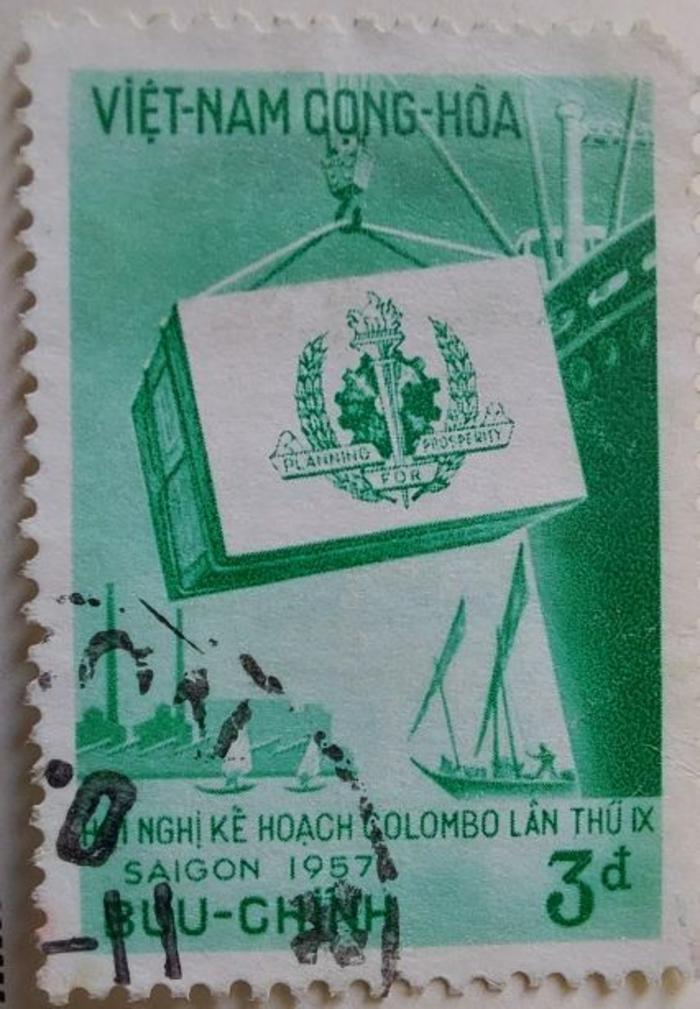 VIỆT-NAM CỘNG-HÒA
PLANNING FOR PROSPERITY
HỘI NGHỊ KẾ HOẠCH COLOMBO LẦN THỨ IX
SAIGON 1957
BƯU-CHÍNH
3đ